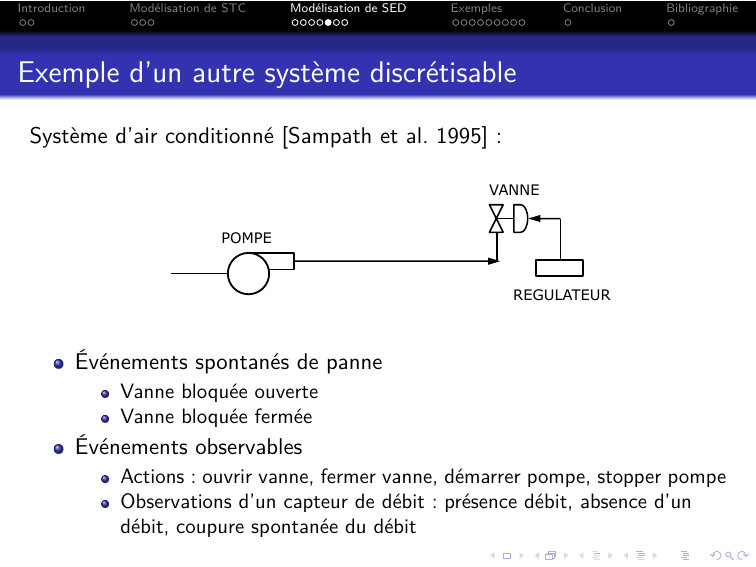 Introduction Modélisation de STC Modélisation de SED Exemples Conclusion Bibliographie
Exemple d'un autre système discrétisable
Système d'air conditionné [Sampath et al. 1995] :
VANNE
POMPE
REGULATEUR
Événements spontanés de panne
Vanne bloquée ouverte
Vanne bloquée fermée
Événements observables
Actions : ouvrir vanne, fermer vanne, démarrer pompe, stopper pompe
Observations d'un capteur de débit : présence débit, absence d'un
débit, coupure spontanée du débit